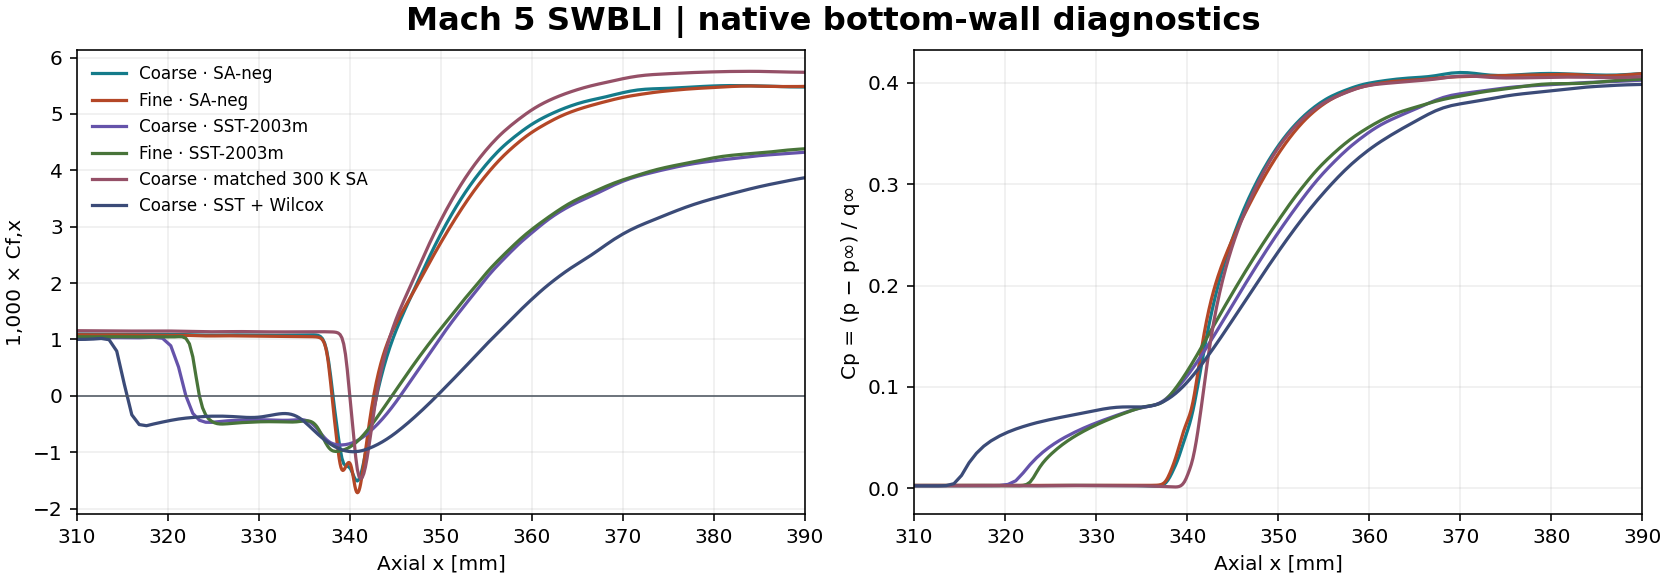 Mach 5 SWBLI | native bottom-wall diagnostics
1,000 × Cf,x
6
5
4
3
2
1
0
−1
−2
Coarse · SA-neg
Fine · SA-neg
Coarse · SST-2003m
Fine · SST-2003m
Coarse · matched 300 K SA
Coarse · SST + Wilcox
310 320 330 340 350 360 370 380 390
Axial x [mm]
Cp = (p − p∞) / q∞
0.4
0.3
0.2
0.1
0.0
310 320 330 340 350 360 370 380 390
Axial x [mm]